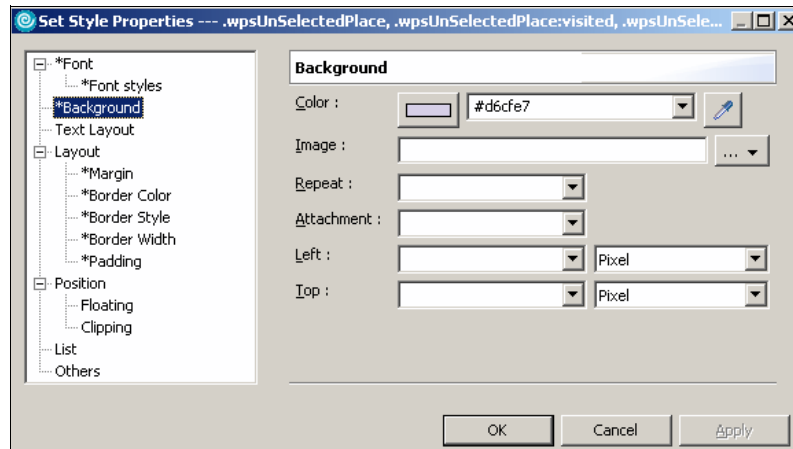 Set Style Properties --- .wpsUnSelectedPlace, .wpsUnSelectedPlace:visited, .wpsUnSele...
*Font
*Font styles
*Background
Text Layout
Layout
*Margin
*Border Color
*Border Style
*Border Width
*Padding
Position
Floating
Clipping
List
Others
Background
Color : #d6cfe7
Image : ...
Repeat :
Attachment :
Left : Pixel
Top : Pixel
OK Cancel Apply